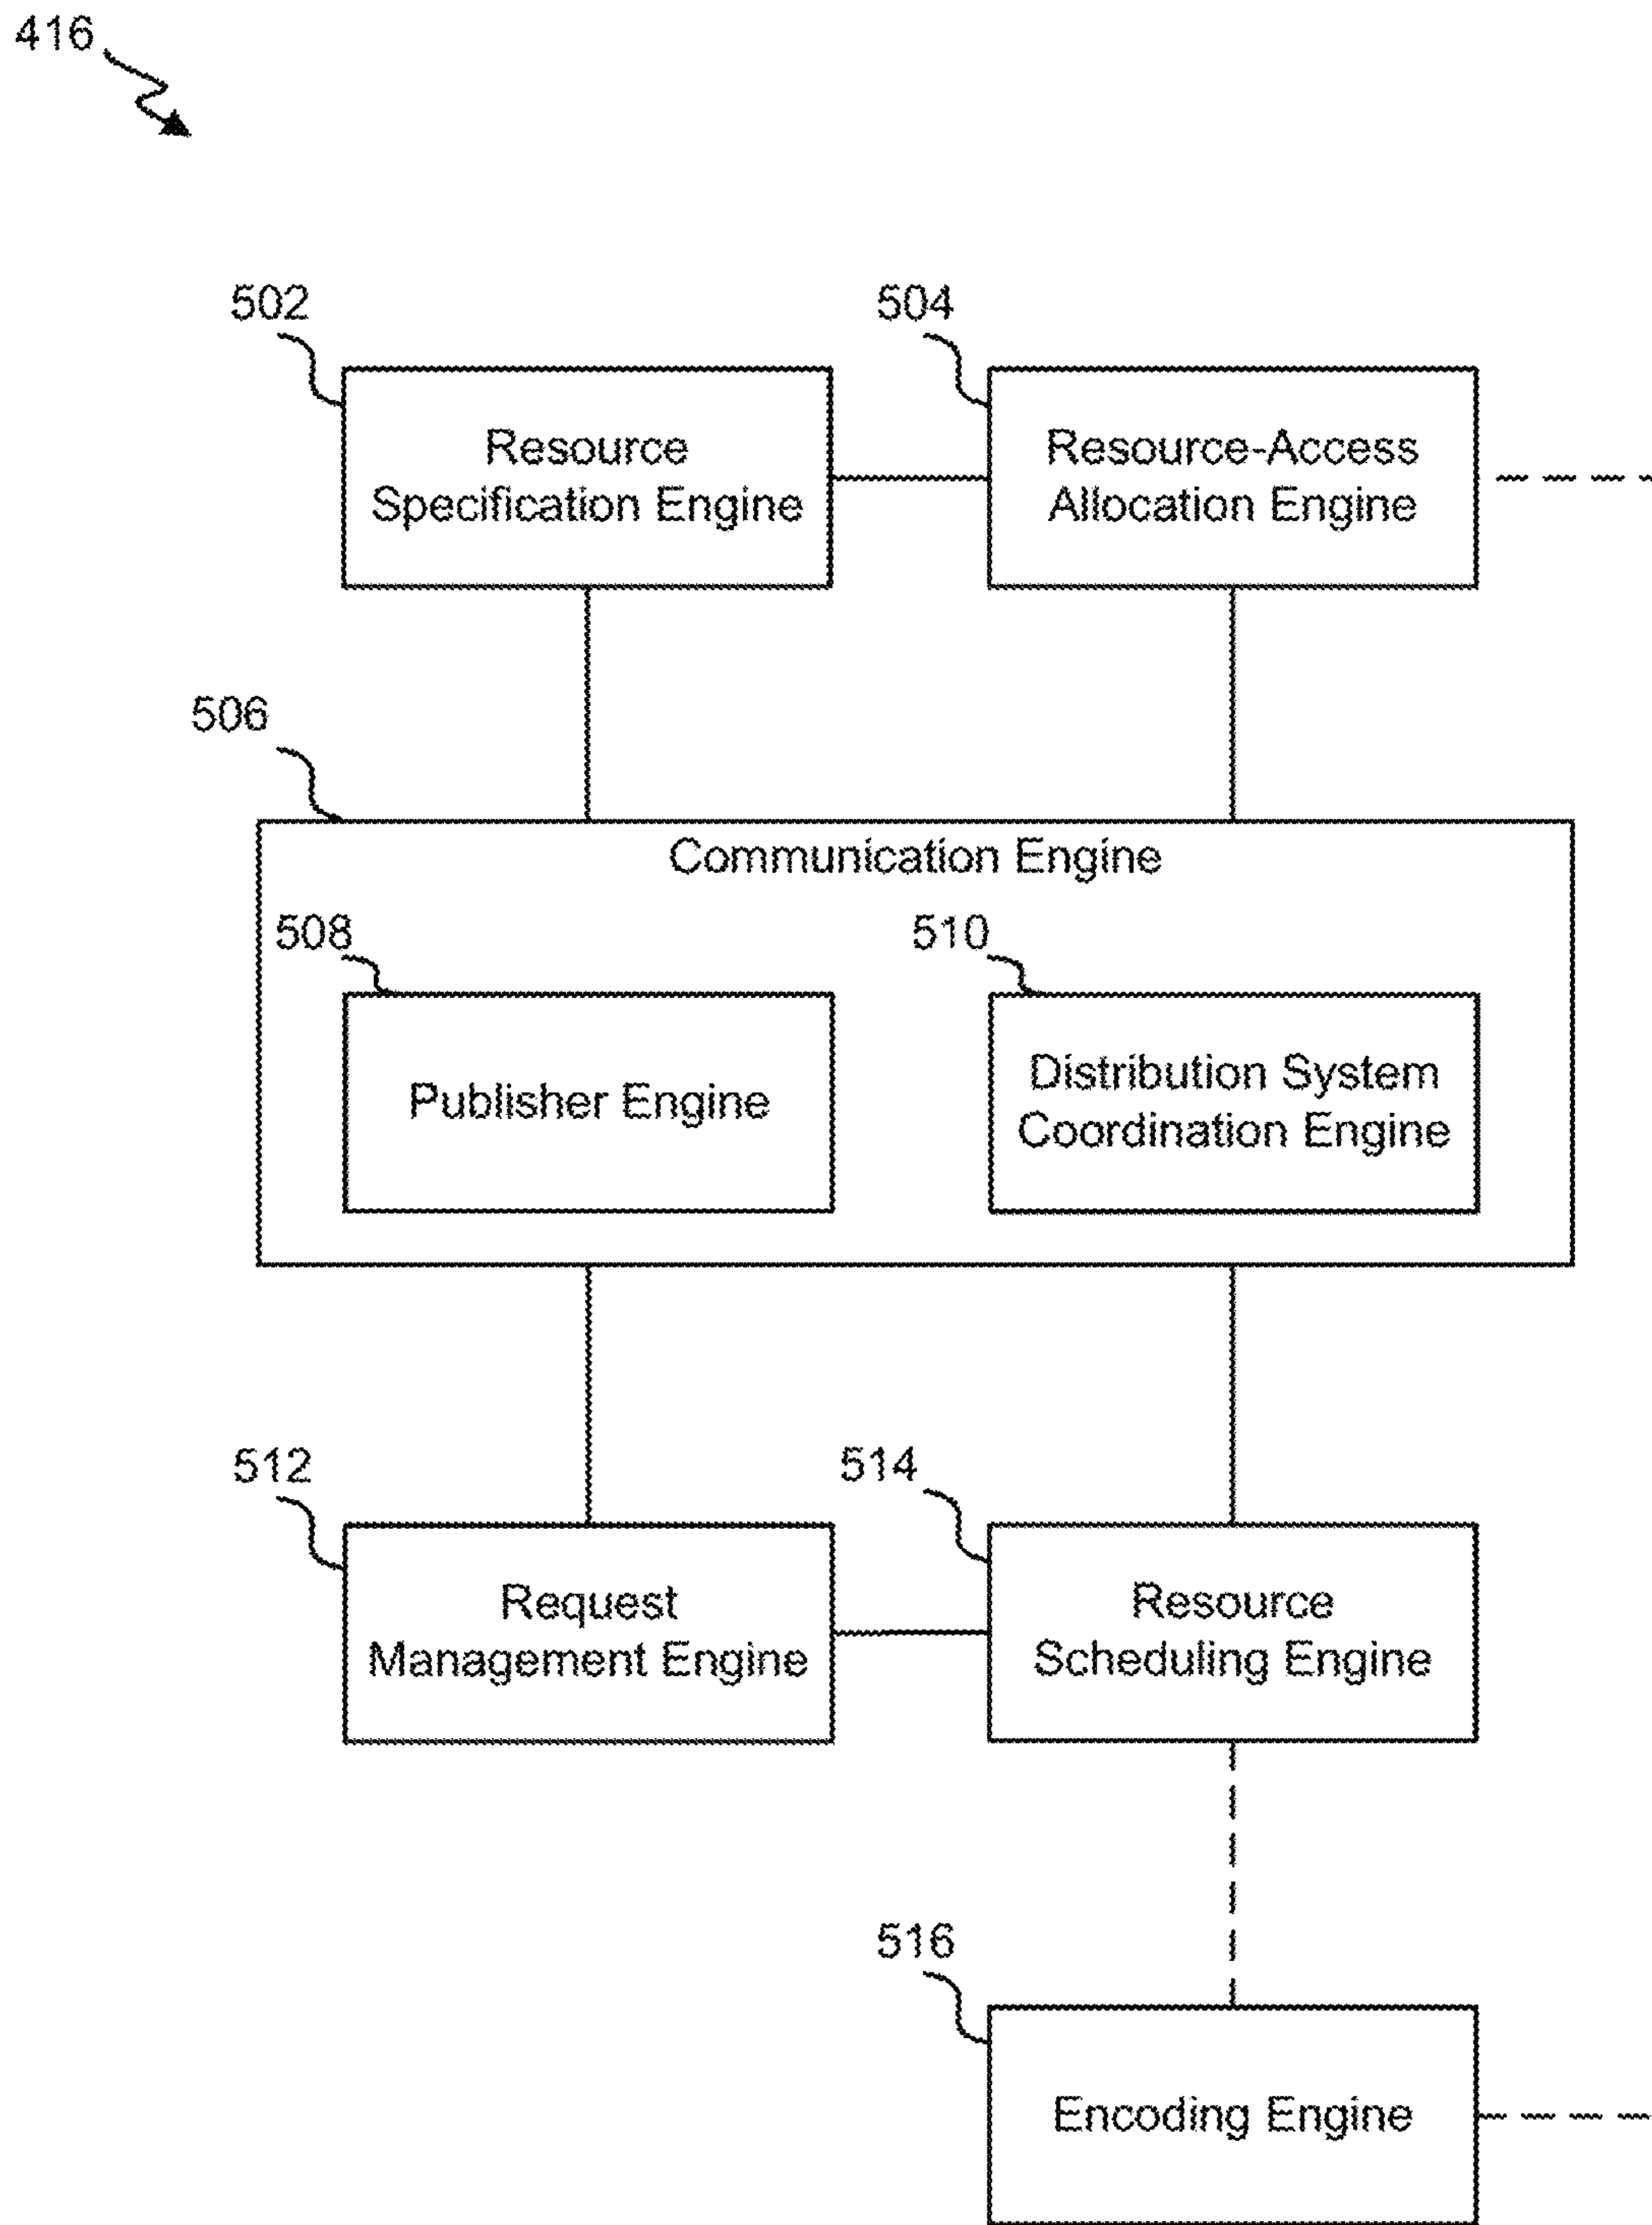 416
502
504
Resource
Specification Engine
Resource-Access
Allocation Engine
506
Communication Engine
508
510
Publisher Engine
Distribution System
Coordination Engine
512
514
Request
Management Engine
Resource
Scheduling Engine
516
Encoding Engine